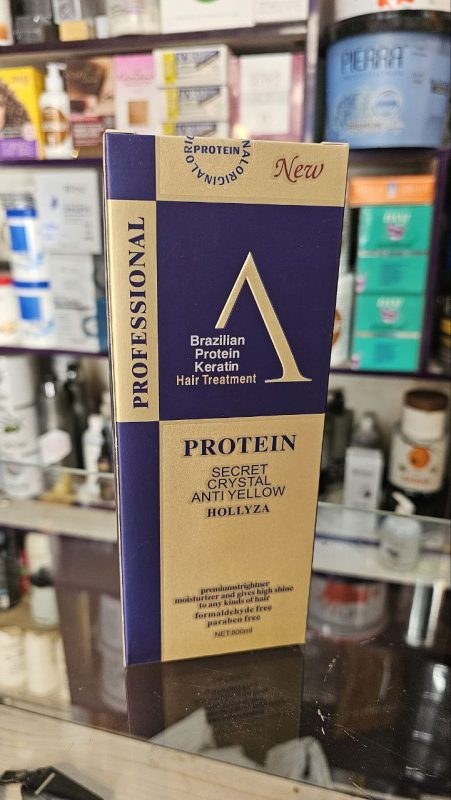 PROTEIN
ORIGINAL
New
PROFESSIONAL
Brazilian
Protein
Keratin
Hair Treatment
PROTEIN
SECRET
CRYSTAL
ANTI YELLOW
HOLLYZA
premiumstrightner
moisturizer and gives high shine
to any kinds of hair
formaldehyde free
paraben free
NET:800ml
PIERRA